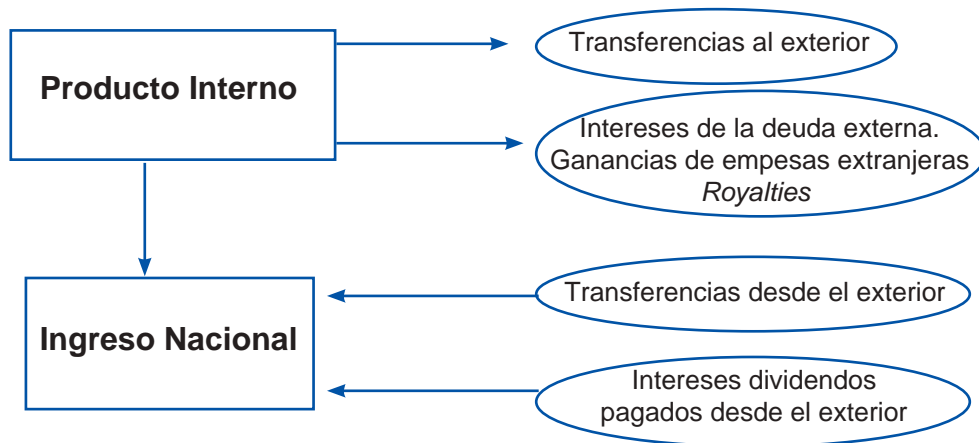 Producto Interno
Transferencias al exterior
Intereses de la deuda externa.
Ganancias de empesas extranjeras
Royalties
Ingreso Nacional
Transferencias desde el exterior
Intereses dividendos
pagados desde el exterior